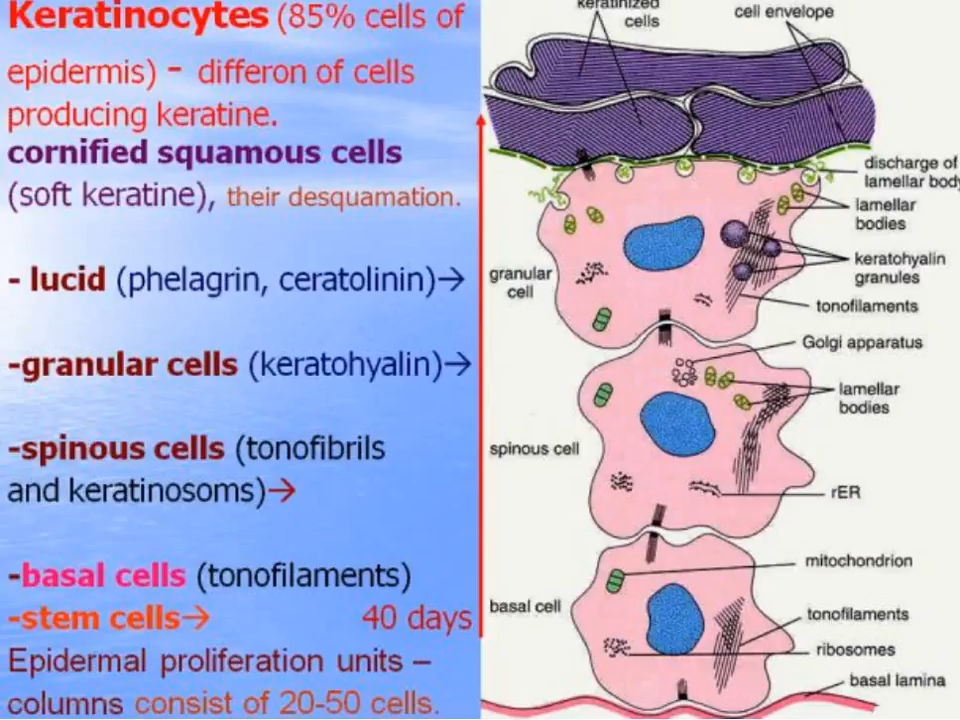 Keratinocytes (85% cells of
epidermis) - differon of cells
producing keratine.
cornified squamous cells
(soft keratine), their desquamation.
- lucid (phelagrin, ceratolinin)→
-granular cells (keratohyalin)→
-spinous cells (tonofibrils
and keratinosoms)→
-basal cells (tonofilaments)
-stem cells→ 40 days
Epidermal proliferation units –
columns consist of 20-50 cells.
keratinized
cells
cell envelope
discharge of
lamellar body
lamellar
bodies
keratohyalin
granules
granular
cell
tonofilaments
Golgi apparatus
lamellar
bodies
spinous cell
rER
mitochondrion
basal cell
tonofilaments
ribosomes
basal lamina